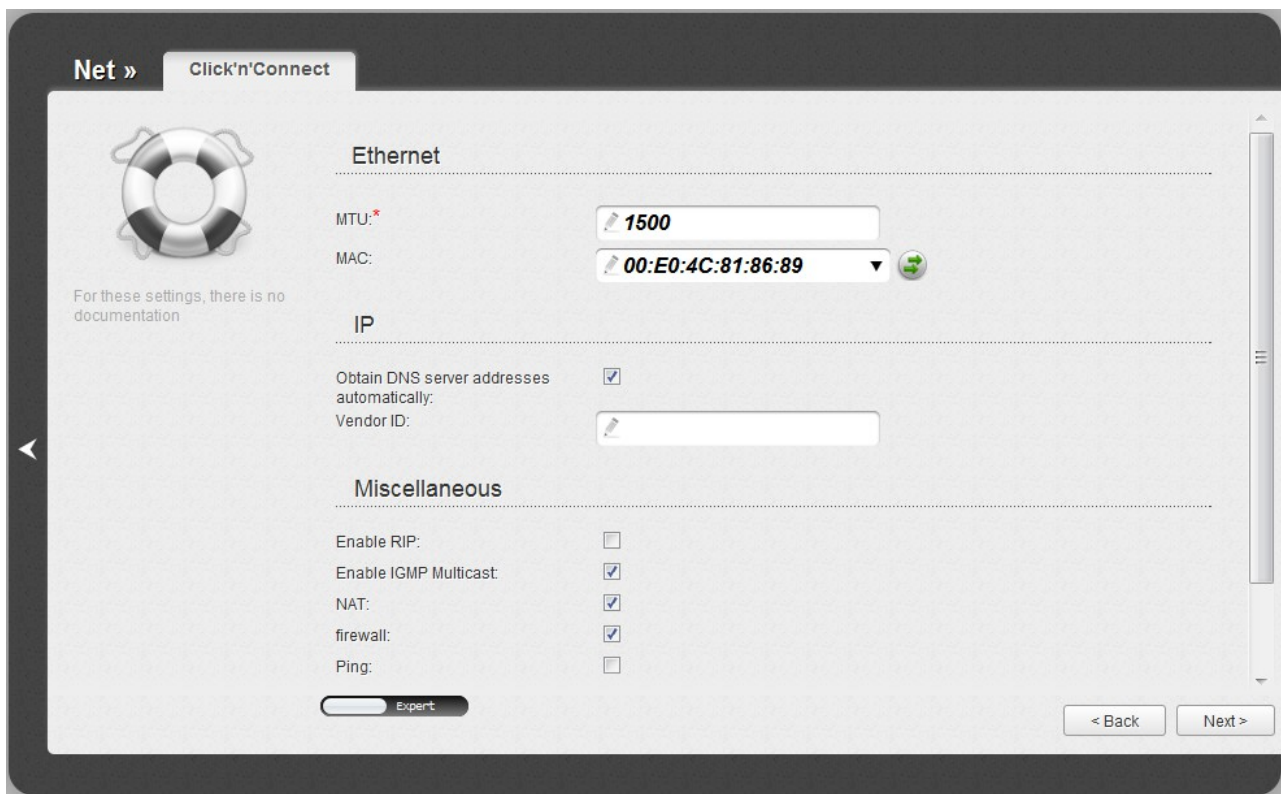 Net »
Click'n'Connect
For these settings, there is no
documentation
Ethernet
MTU:*
1500
MAC:
00:E0:4C:81:86:89
IP
Obtain DNS server addresses
automatically:
Vendor ID:
Miscellaneous
Enable RIP:
Enable IGMP Multicast:
NAT:
firewall:
Ping:
Expert
< Back
Next >